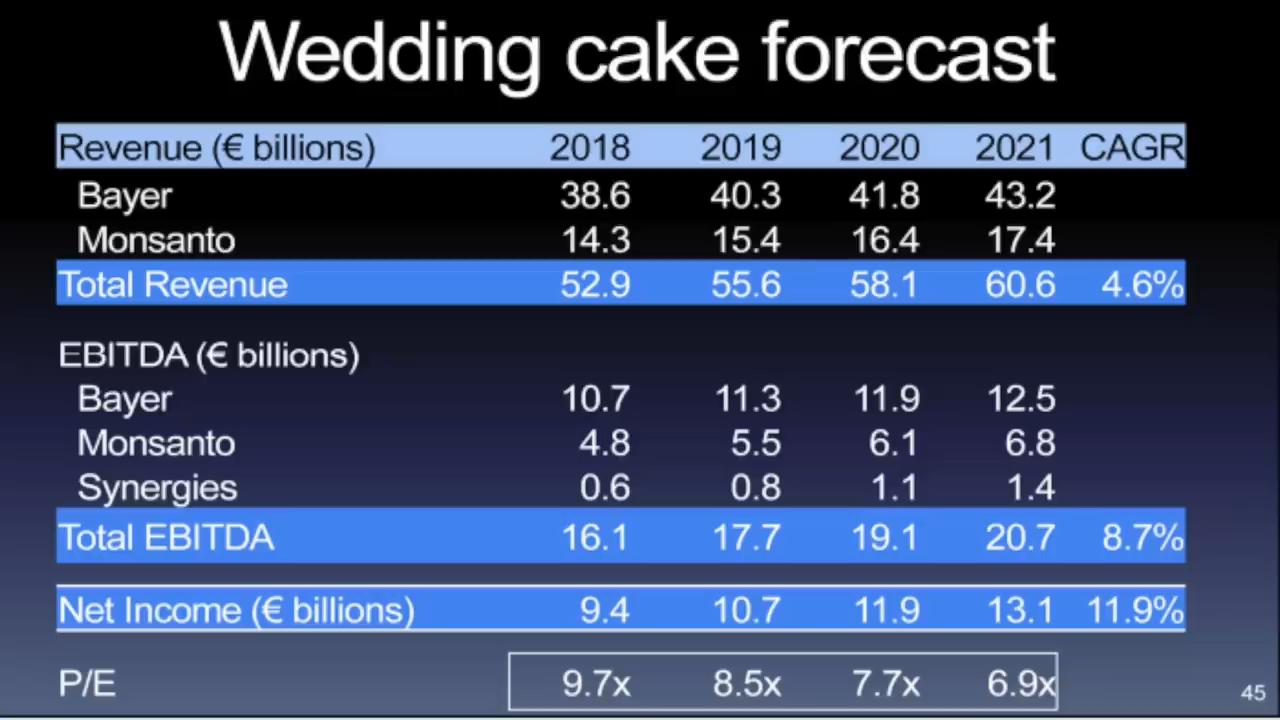 Wedding cake forecast
Revenue (€ billions) 2018 2019 2020 2021 CAGR
Bayer 38.6 40.3 41.8 43.2
Monsanto 14.3 15.4 16.4 17.4
Total Revenue 52.9 55.6 58.1 60.6 4.6%
EBITDA (€ billions)
Bayer 10.7 11.3 11.9 12.5
Monsanto 4.8 5.5 6.1 6.8
Synergies 0.6 0.8 1.1 1.4
Total EBITDA 16.1 17.7 19.1 20.7 8.7%
Net Income (€ billions) 9.4 10.7 11.9 13.1 11.9%
P/E 9.7x 8.5x 7.7x 6.9x
45